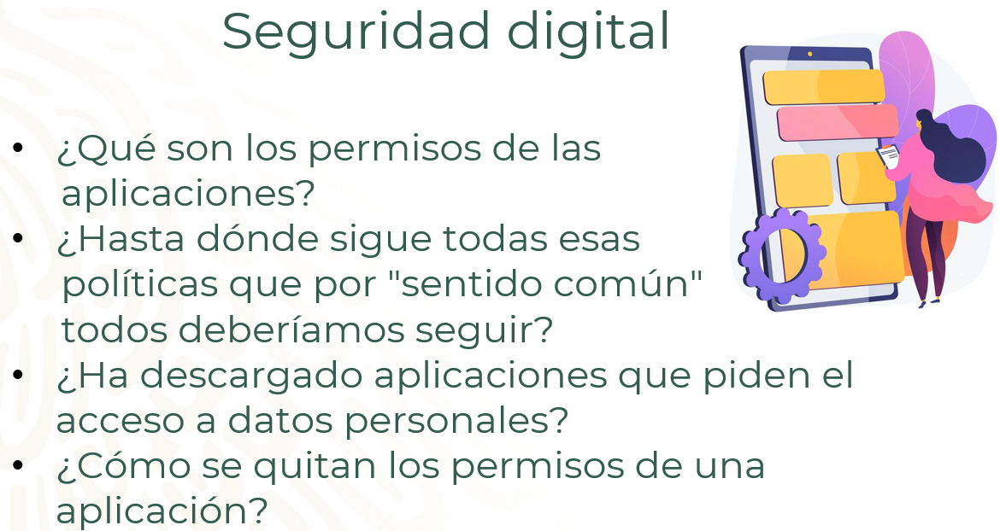 Seguridad digital
• ¿Qué son los permisos de las
aplicaciones?
• ¿Hasta dónde sigue todas esas
políticas que por "sentido común"
todos deberíamos seguir?
• ¿Ha descargado aplicaciones que piden el
acceso a datos personales?
• ¿Cómo se quitan los permisos de una
aplicación?